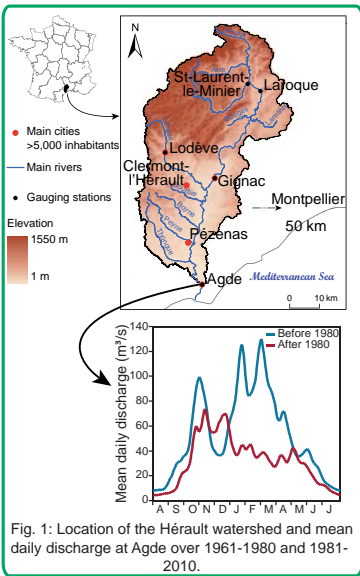 N
St-Laurent-
le-Minier
Laroque
Main cities
>5,000 inhabitants
Main rivers
Gauging stations
Elevation
1550 m
1 m
Lodève
Clermont-
l'Hérault
Gignac
Montpellier
50 km
Boyne
Peyne
Thongue
Pézenas
Agde
Mediterranean Sea
0 10 km
Mean daily discharge (m³/s)
140
120
100
80
60
40
20
0
Before 1980
After 1980
A S O N D J F M A M J J
Fig. 1: Location of the Hérault watershed and mean
daily discharge at Agde over 1961-1980 and 1981-
2010.